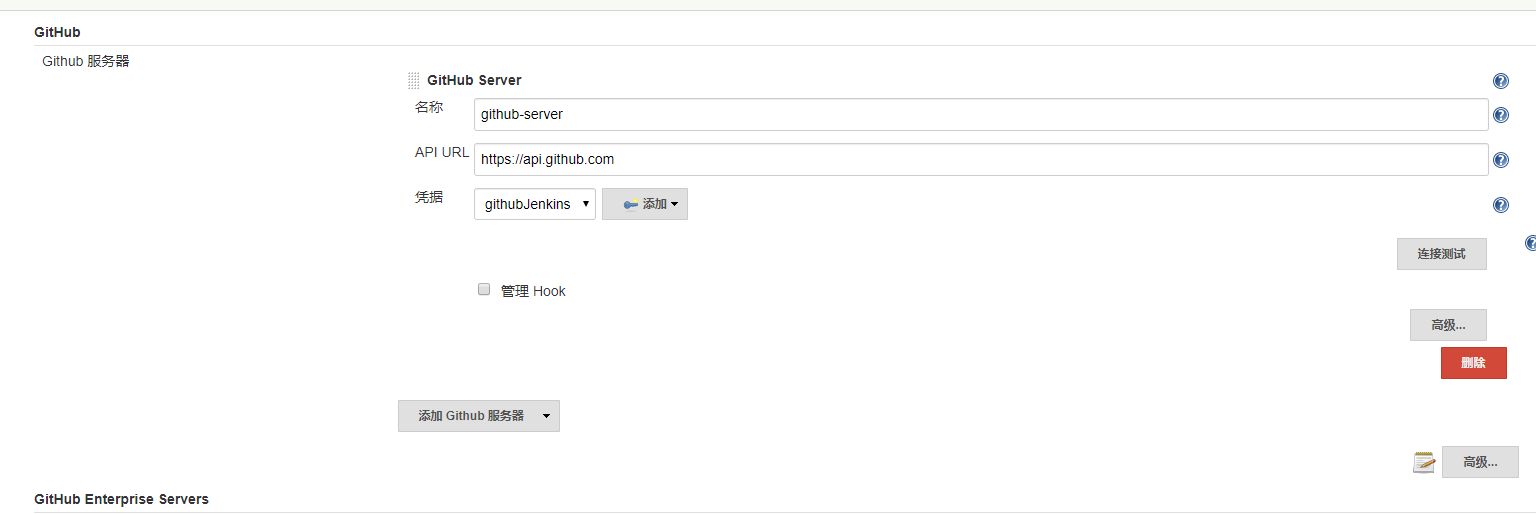 GitHub
Github 服务器
GitHub Server
名称 github-server
API URL https://api.github.com
凭据 githubJenkins 添加
连接测试
管理 Hook
高级...
删除
添加 Github 服务器
高级...
GitHub Enterprise Servers